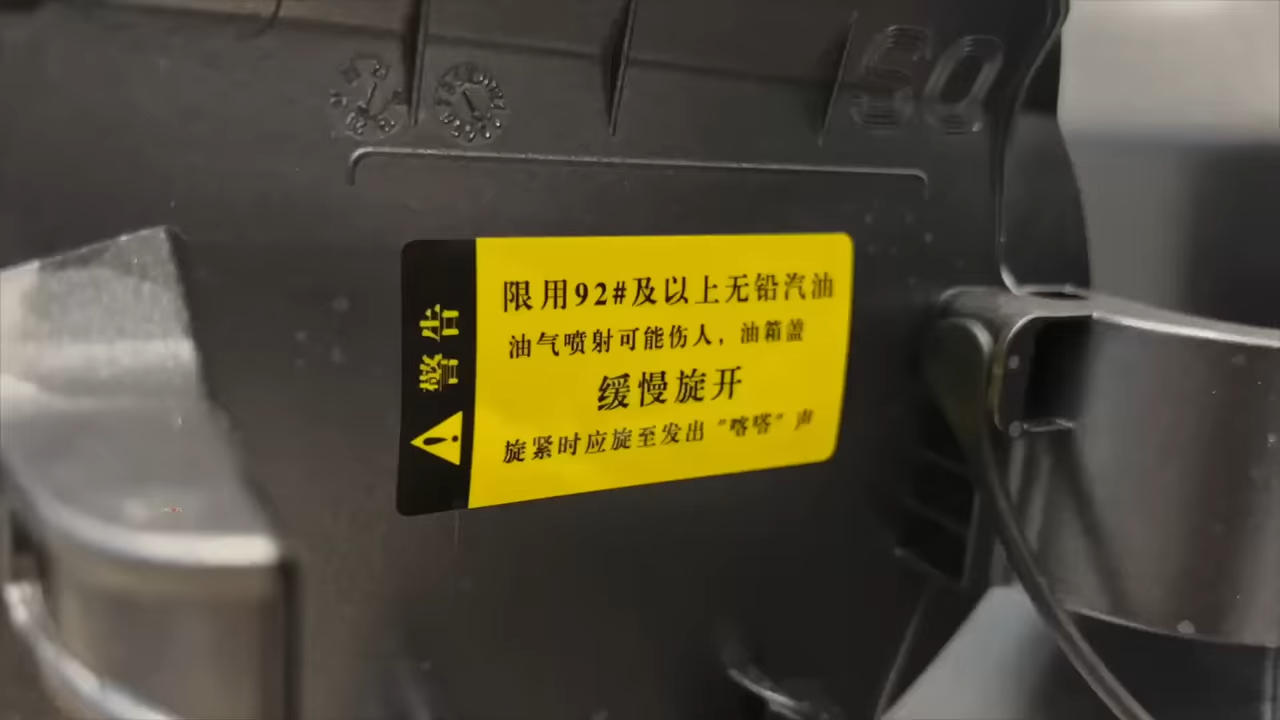 警告
限用92#及以上无铅汽油
油气喷射可能伤人，油箱盖
缓慢旋开
旋紧时应旋至发出“喀嗒”声